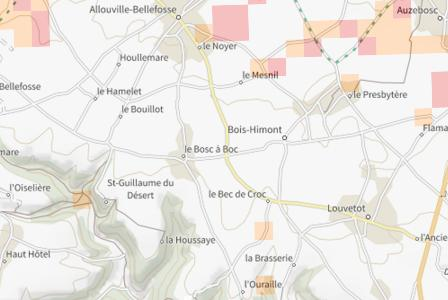 Allouville-Bellefosse
Auzebosc
le Noyer
Houllemare
le Mesnil
Bellefosse
le Hamelet
le Presbytère
le Bouillot
Bois-Himont
Flama
le Bosc à Boc
mare
l'Oiselière
St-Guillaume du
Désert
le Bec de Croc
Louvetot
la Houssaye
l'Ancie
Haut Hôtel
la Brasserie
l'Ouraille